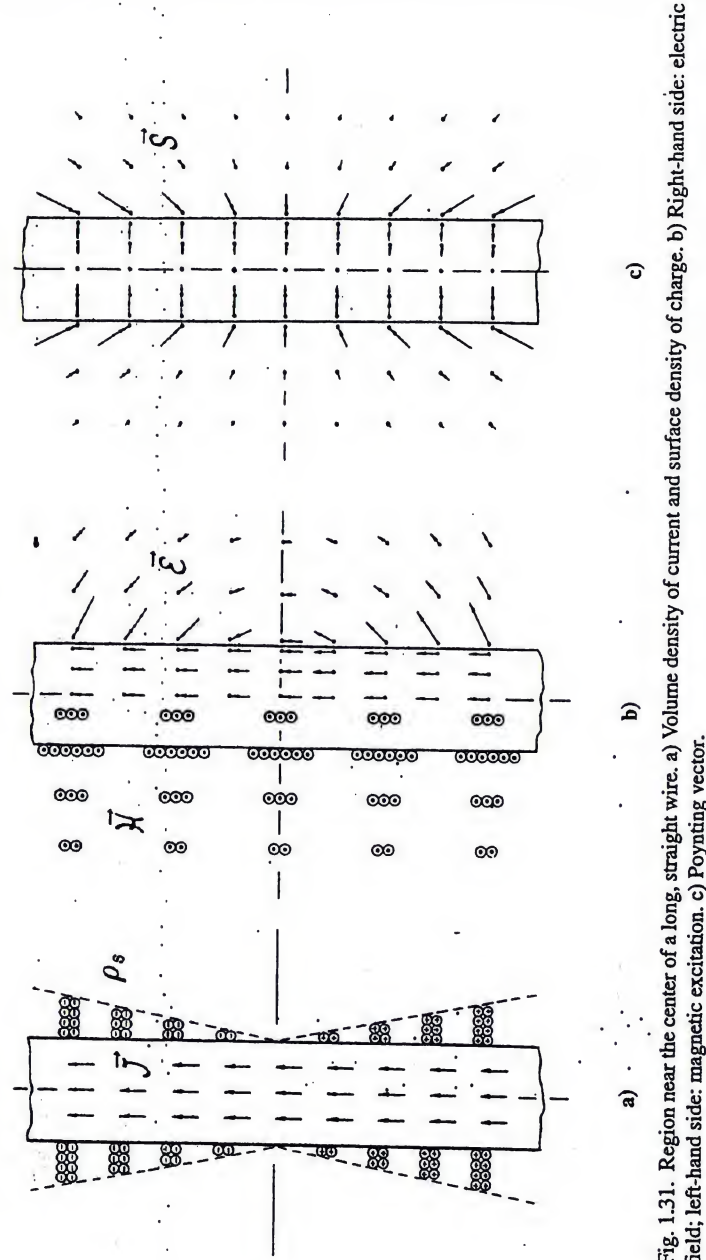 ρs
J
a)
H
E
b)
S
c)
Fig. 1.31. Region near the center of a long, straight wire. a) Volume density of current and surface density of charge. b) Right-hand side: electric
field; left-hand side: magnetic excitation. c) Poynting vector.